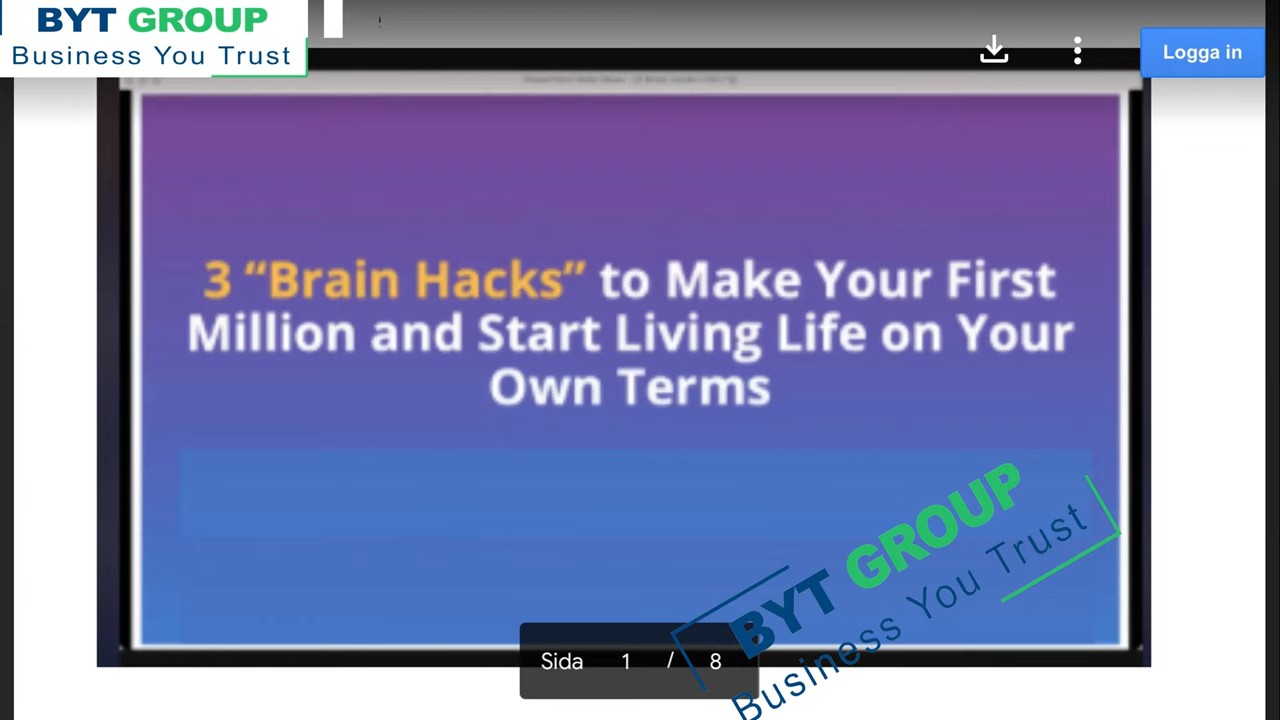 BYT GROUP
Business You Trust
Logga in
3 “Brain Hacks” to Make Your First
Million and Start Living Life on Your
Own Terms
BYT GROUP
Business You Trust
Sida 1 / 8